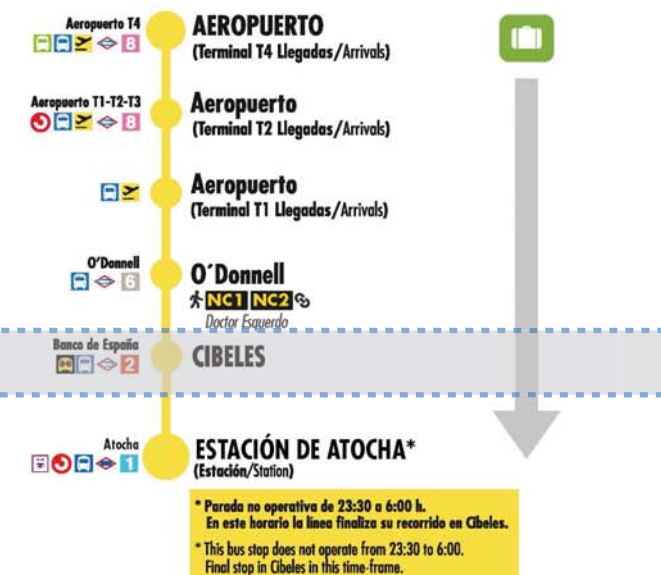 Aeropuerto T4
8
AEROPUERTO
(Terminal T4 Llegadas/Arrivals)
Aeropuerto T1-T2-T3
8
Aeropuerto
(Terminal T2 Llegadas/Arrivals)
Aeropuerto
(Terminal T1 Llegadas/Arrivals)
O'Donnell
6
O´Donnell
NC1 NC2
Doctor Esquerdo
Banco de España
2
CIBELES
Atocha
1
ESTACIÓN DE ATOCHA*
(Estación/Station)
* Parada no operativa de 23:30 a 6:00 h.
En este horario la línea finaliza su recorrido en Cibeles.
* This bus stop does not operate from 23:30 to 6:00.
Final stop in Cibeles in this time-frame.